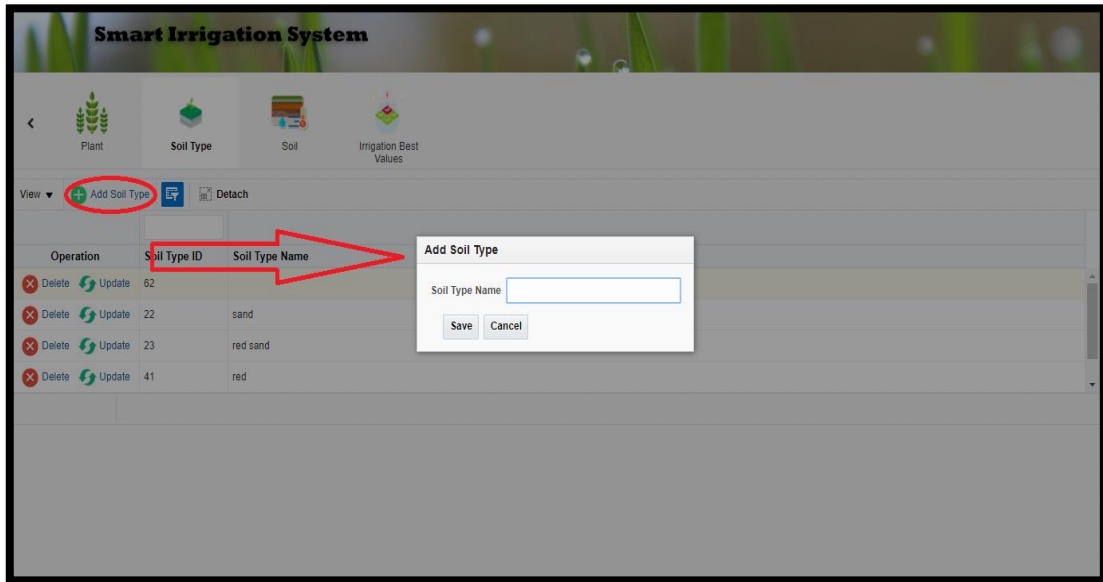 Smart Irrigation System
Plant
Soil Type
Soil
Irrigation Best
Values
View
Add Soil Type
Detach
Operation
Soil Type ID
Soil Type Name
Delete Update 62
Delete Update 22 sand
Delete Update 23 red sand
Delete Update 41 red
Add Soil Type
Soil Type Name
Save Cancel